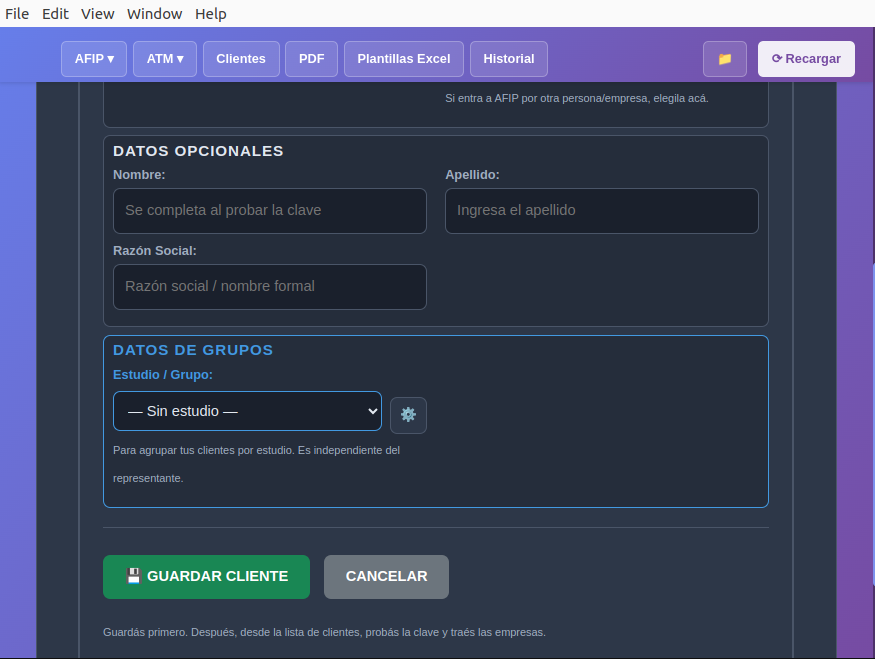 File Edit View Window Help
AFIP ▾ ATM ▾ Clientes PDF Plantillas Excel Historial 📁 ⟳ Recargar
Si entra a AFIP por otra persona/empresa, elegila acá.
DATOS OPCIONALES
Nombre: Apellido:
Se completa al probar la clave Ingresa el apellido
Razón Social:
Razón social / nombre formal
DATOS DE GRUPOS
Estudio / Grupo:
— Sin estudio —
Para agrupar tus clientes por estudio. Es independiente del
representante.
💾 GUARDAR CLIENTE CANCELAR
Guardás primero. Después, desde la lista de clientes, probás la clave y traés las empresas.